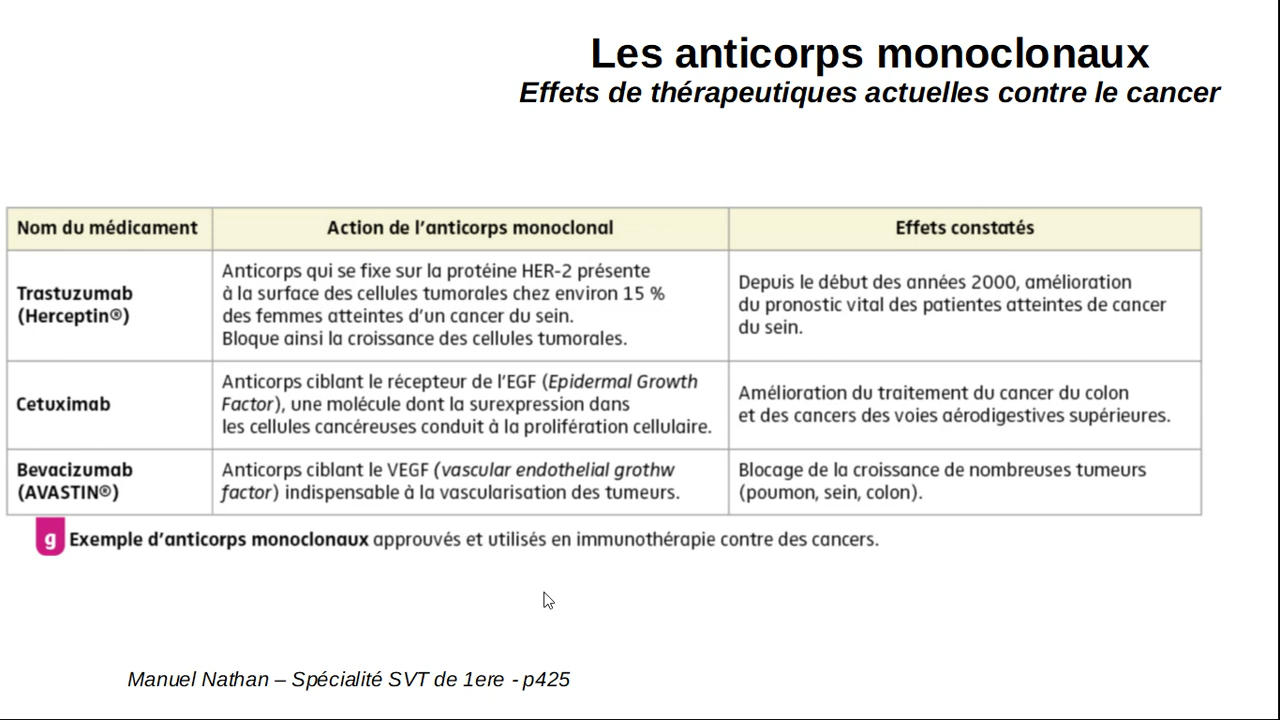 Les anticorps monoclonaux
Effets de thérapeutiques actuelles contre le cancer
Nom du médicament
Action de l'anticorps monoclonal
Effets constatés
Trastuzumab
(Herceptin®)
Anticorps qui se fixe sur la protéine HER-2 présente
à la surface des cellules tumorales chez environ 15 %
des femmes atteintes d'un cancer du sein.
Bloque ainsi la croissance des cellules tumorales.
Depuis le début des années 2000, amélioration
du pronostic vital des patientes atteintes de cancer
du sein.
Cetuximab
Anticorps ciblant le récepteur de l'EGF (Epidermal Growth
Factor), une molécule dont la surexpression dans
les cellules cancéreuses conduit à la prolifération cellulaire.
Amélioration du traitement du cancer du colon
et des cancers des voies aérodigestives supérieures.
Bevacizumab
(AVASTIN®)
Anticorps ciblant le VEGF (vascular endothelial grothw
factor) indispensable à la vascularisation des tumeurs.
Blocage de la croissance de nombreuses tumeurs
(poumon, sein, colon).
g Exemple d'anticorps monoclonaux approuvés et utilisés en immunothérapie contre des cancers.
Manuel Nathan – Spécialité SVT de 1ere - p425